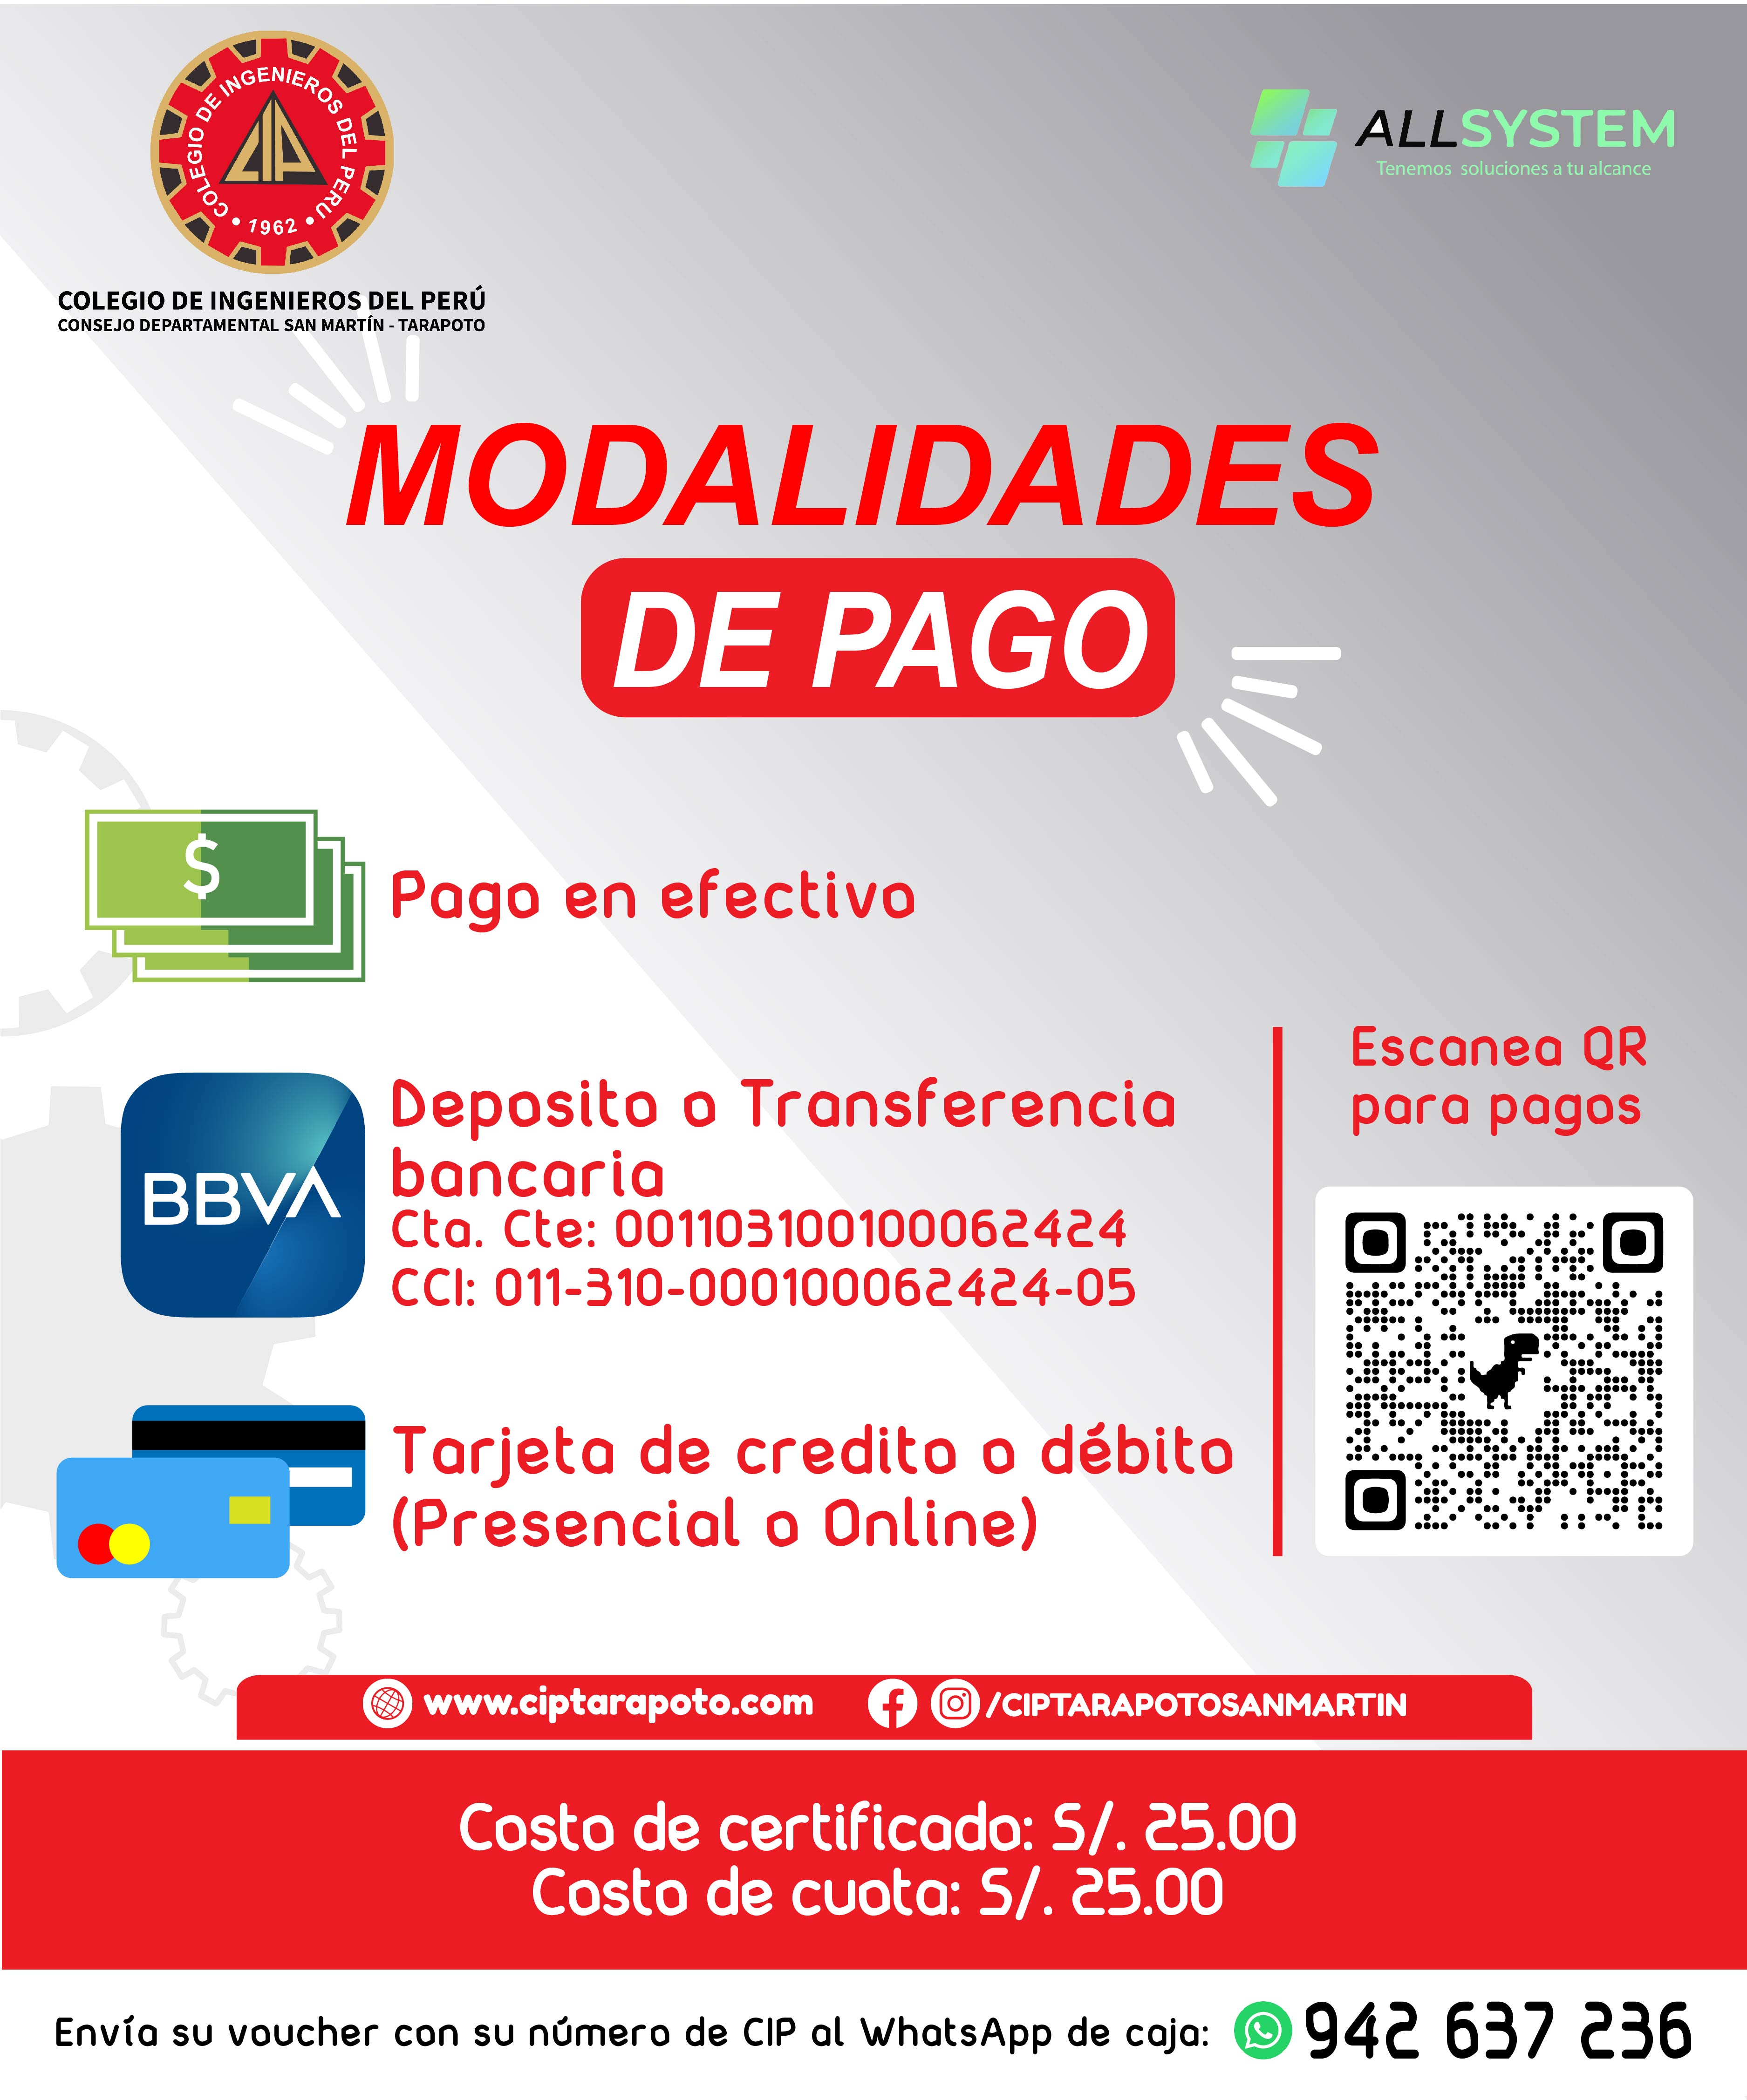 COLEGIO DE INGENIEROS DEL PERU
CIP
• 1962 •
COLEGIO DE INGENIEROS DEL PERÚ
CONSEJO DEPARTAMENTAL SAN MARTÍN - TARAPOTO
ALLSYSTEM
Tenemos soluciones a tu alcance
MODALIDADES
DE PAGO
$
Pago en efectivo
BBVA
Deposito o Transferencia
bancaria
Cta. Cte: 001103100100062424
CCI: 011-310-000100062424-05
Tarjeta de credito o débito
(Presencial o Online)
Escanea QR
para pagos
www.ciptarapoto.com
/CIPTARAPOTOSANMARTIN
Costo de certificado: S/. 25.00
Costo de cuota: S/. 25.00
Envía su voucher con su número de CIP al WhatsApp de caja: 942 637 236